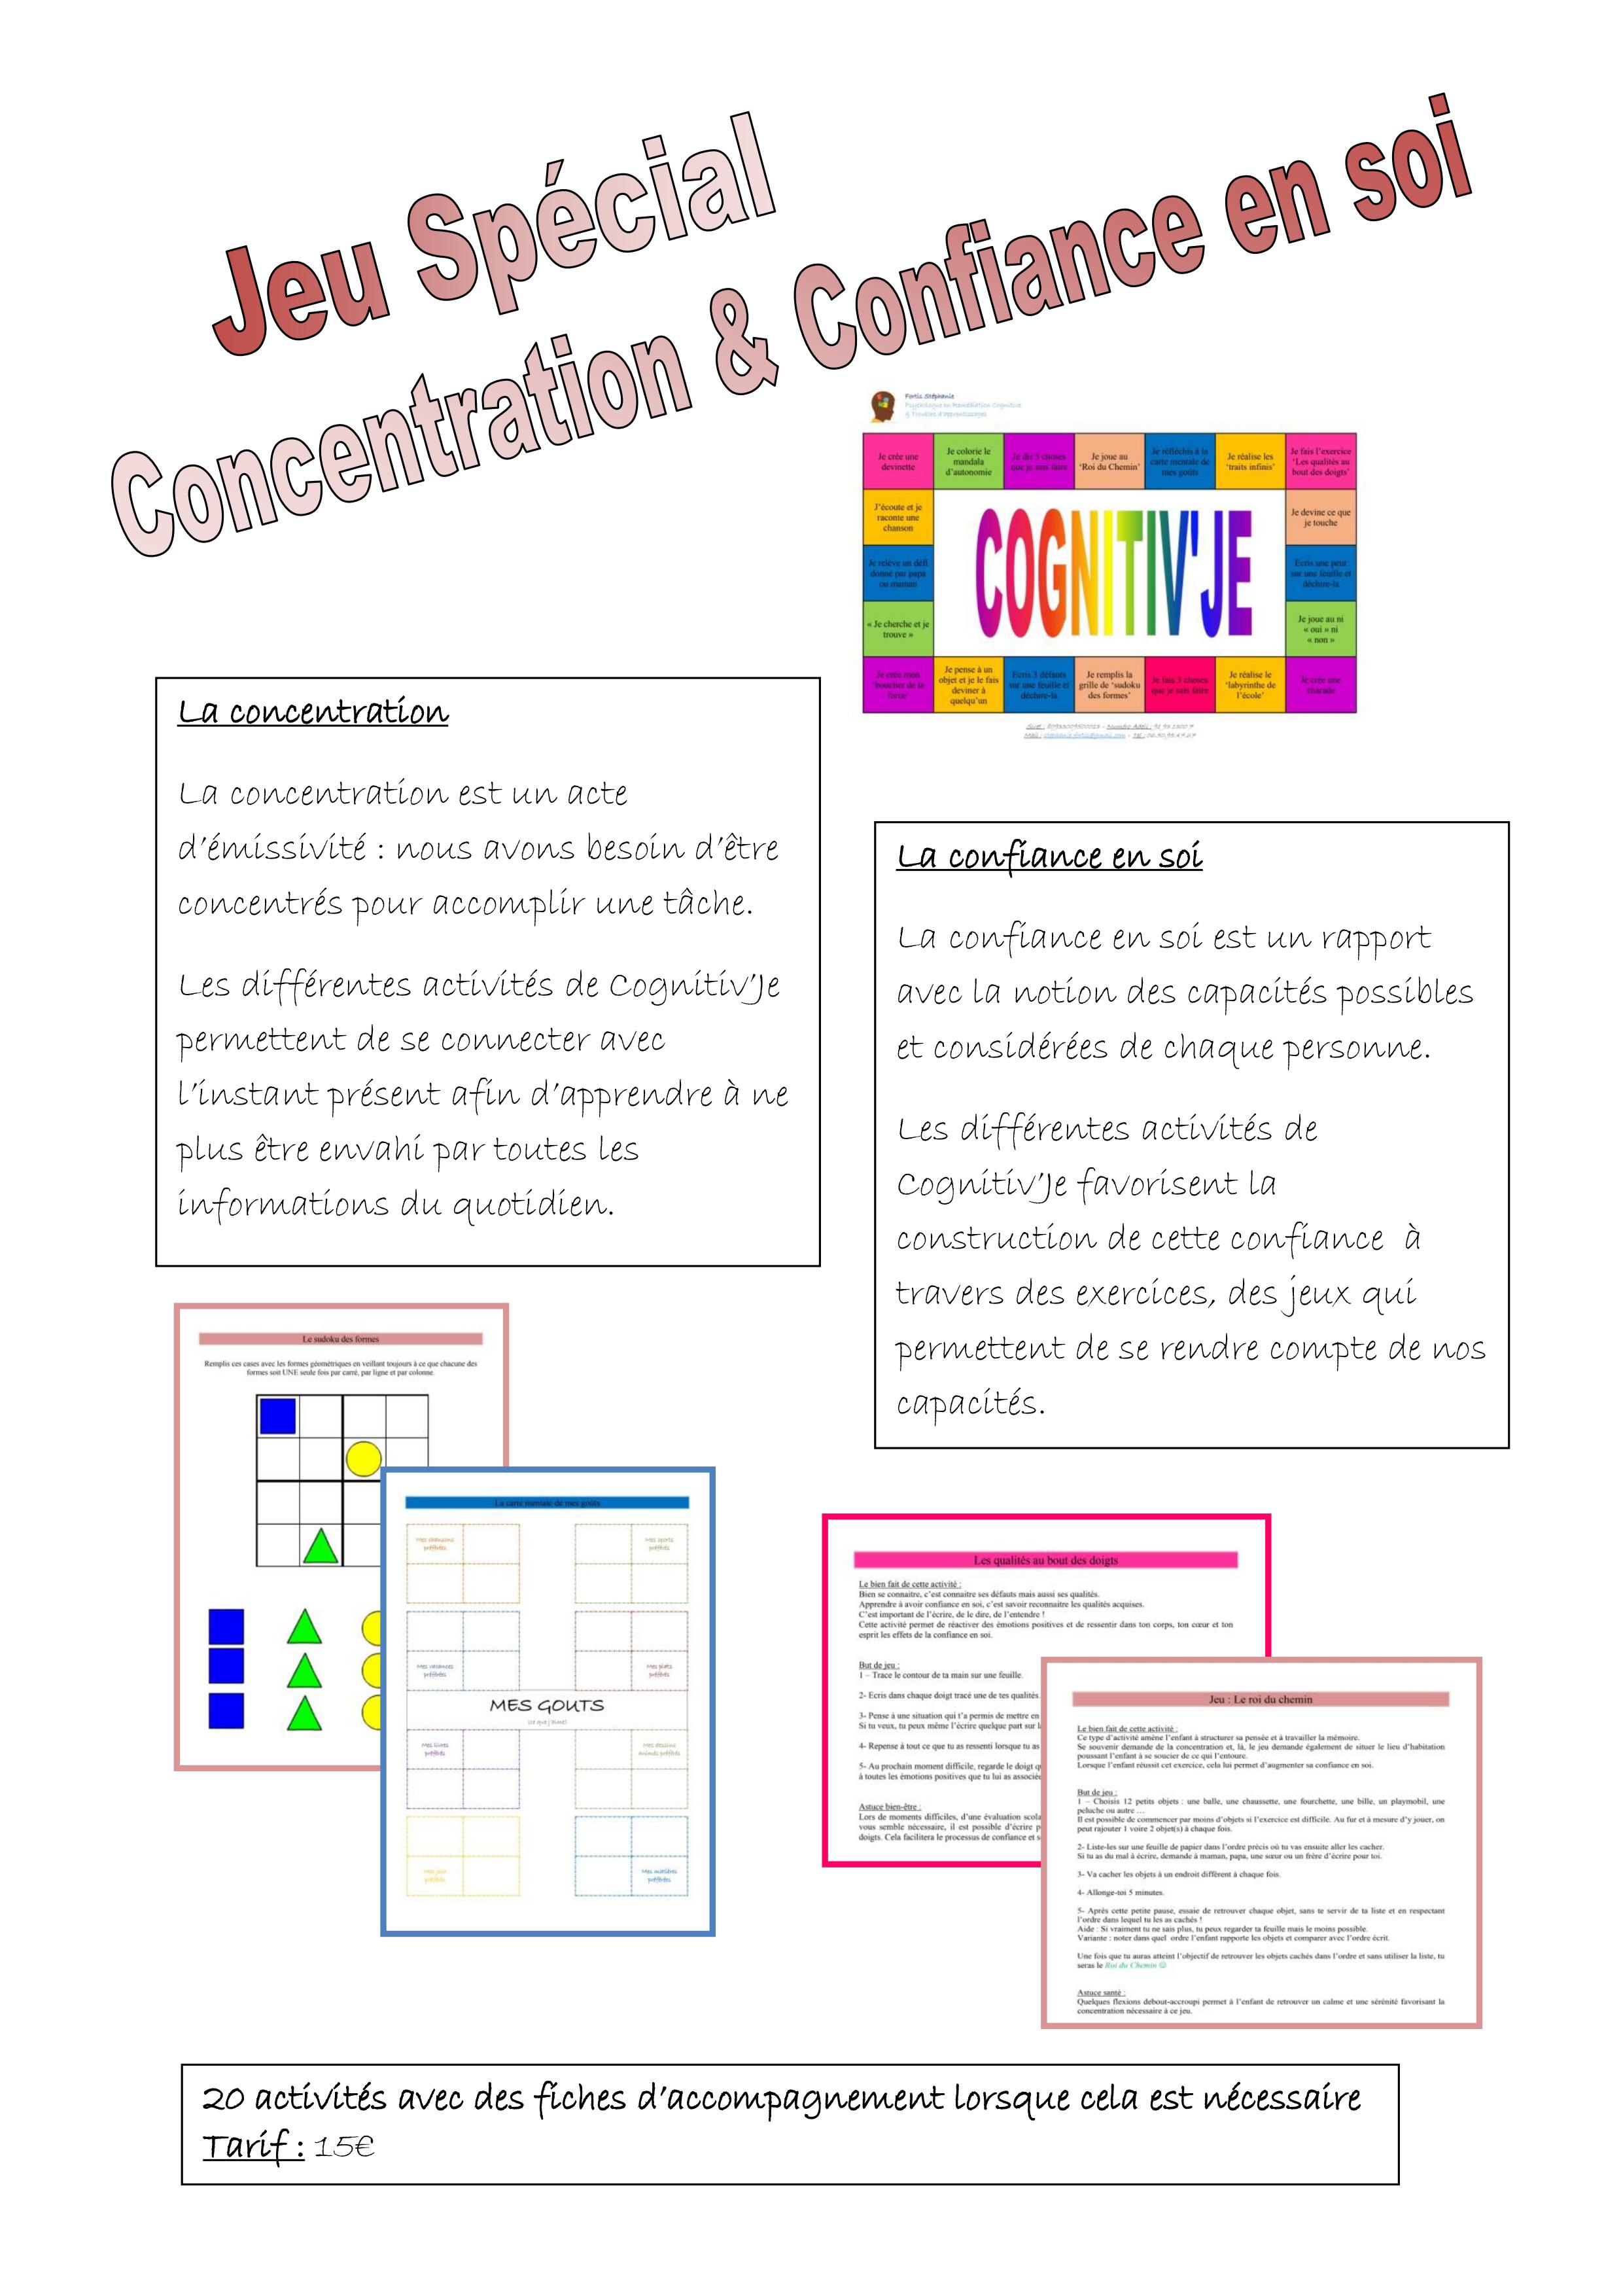 Jeu Spécial
Concentration & Confiance en soi
Fortis Stéphanie
Psychologue en Remédiation Cognitive
& Troubles d'apprentissages
Je crée une
devinette
Je colorie le
mandala
d'autonomie
Je dis 3 choses
que je sais faire
Je joue au
'Roi du Chemin'
Je réfléchis à la
carte mentale de
mes goûts
Je réalise les
'traits infinis'
Je fais l'exercice
'Les qualités au
bout des doigts'
J'écoute et je
raconte une
chanson
Je devine ce que
je touche
Je relève un défi
donné par papa
ou maman
COGNITIV'JE
Ecris une peur
sur une feuille et
déchire-la
« Je cherche et je
trouve »
Je joue au ni
« oui » ni
« non »
Je crée mon
'bouclier de la
force'
Je pense à un
objet et je le fais
deviner à
quelqu'un
Ecris 3 défauts
sur une feuille et
déchire-la
Je remplis la
grille de 'sudoku
des formes'
Je fais 3 choses
que je sais faire
Je réalise le
'labyrinthe de
l'école'
Je crée une
charade
La concentration
La concentration est un acte
d'émissivité : nous avons besoin d'être
concentrés pour accomplir une tâche.
Les différentes activités de Cognitiv'Je
permettent de se connecter avec
l'instant présent afin d'apprendre à ne
plus être envahi par toutes les
informations du quotidien.
La confiance en soi
La confiance en soi est un rapport
avec la notion des capacités possibles
et considérées de chaque personne.
Les différentes activités de
Cognitiv'Je favorisent la
construction de cette confiance à
travers des exercices, des jeux qui
permettent de se rendre compte de nos
capacités.
Le sudoku des formes
Remplis ces cases avec les formes géométriques en veillant toujours à ce que chacune des
formes soit UNE seule fois par carré, par ligne et par colonne.
La carte mentale de mes goûts
Mes chansons
préférées
Mes sports
préférés
Mes vacances
préférées
Mes plats
préférés
MES GOUTS
Ce que j'aime!
Mes livres
préférés
Mes dessins
animés préférés
Mes jeux
préférés
Mes matières
préférées
Les qualités au bout des doigts
Le bien fait de cette activité :
Bien se connaitre, c'est connaitre ses défauts mais aussi ses qualités.
Apprendre à avoir confiance en soi, c'est savoir reconnaitre les qualités acquises.
C'est important de l'écrire, de le dire, de l'entendre !
Cette activité permet de réactiver des émotions positives et de ressentir dans ton corps, ton cœur et ton
esprit les effets de la confiance en soi.
But de jeu :
1 – Trace le contour de ta main sur une feuille.
2- Ecris dans chaque doigt tracé une de tes qualités.
3- Pense à une situation qui t'a permis de mettre en
Si tu veux, tu peux même l'écrire quelque part sur
4- Repense à tout ce que tu as ressenti lorsque tu as
5- Au prochain moment difficile, regarde le doigt
à toutes les émotions positives que tu lui as
Astuce bien-être :
Lors de moments difficiles, d'une évaluation
vous semble nécessaire, il est possible d'écrire
doigts. Cela facilitera le processus de confiance et
Jeu : Le roi du chemin
Le bien fait de cette activité :
Ce type d'activité amène l'enfant à structurer sa pensée et à travailler la mémoire.
Se souvenir demande de la concentration et, là, le jeu demande également de situer le lieu d'habitation
poussant l'enfant à se soucier de ce qui l'entoure.
Lorsque l'enfant réussit cet exercice, cela lui permet d'augmenter sa confiance en soi.
But de jeu :
1 – Choisis 12 petits objets : une balle, une chaussette, une fourchette, une bille, un playmobil, une
peluche ou autre …
Il est possible de commencer par moins d'objets si l'exercice est difficile. Au fur et à mesure d'y jouer, on
peut rajouter 1 voire 2 objet(s) à chaque fois.
2- Liste-les sur une feuille de papier dans l'ordre précis où tu vas ensuite aller les cacher.
Si tu as du mal à écrire, demande à maman, papa, une sœur ou un frère d'écrire pour toi.
3- Va cacher les objets à un endroit différent à chaque fois.
4- Allonge-toi 5 minutes.
5- Après cette petite pause, essaie de retrouver chaque objet, sans te servir de ta liste et en respectant
l'ordre dans lequel tu les as cachés !
Aide : Si vraiment tu ne sais plus, tu peux regarder ta feuille mais le moins possible.
Variante : noter dans quel ordre l'enfant rapporte les objets et comparer avec l'ordre écrit.
Une fois que tu auras atteint l'objectif de retrouver les objets cachés dans l'ordre et sans utiliser la liste, tu
seras le Roi du Chemin ☺
Astuce santé :
Quelques flexions debout-accroupi permet à l'enfant de retrouver un calme et une sérénité favorisant la
concentration nécessaire à ce jeu.
20 activités avec des fiches d'accompagnement lorsque cela est nécessaire
Tarif : 15€